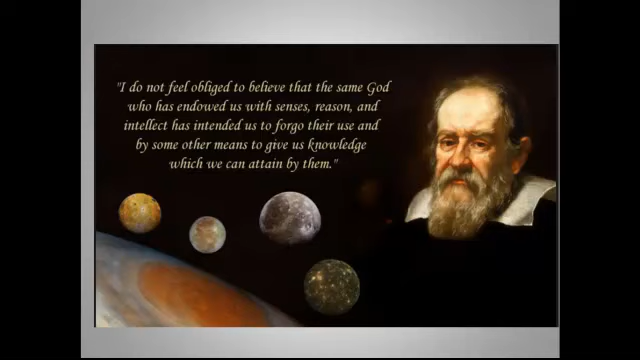 "I do not feel obliged to believe that the same God
who has endowed us with senses, reason, and
intellect has intended us to forgo their use and
by some other means to give us knowledge
which we can attain by them."